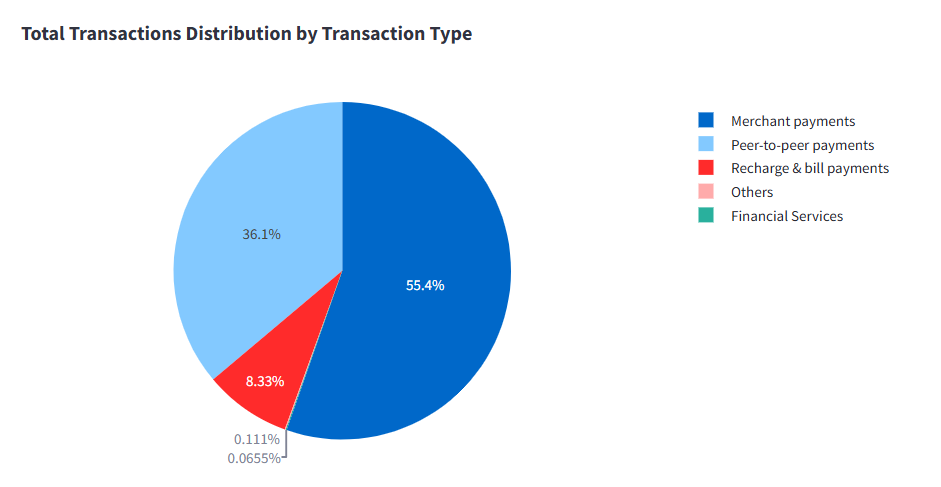 Total Transactions Distribution by Transaction Type
Merchant payments
Peer-to-peer payments
Recharge & bill payments
Others
Financial Services
36.1%
55.4%
8.33%
0.111%
0.0655%